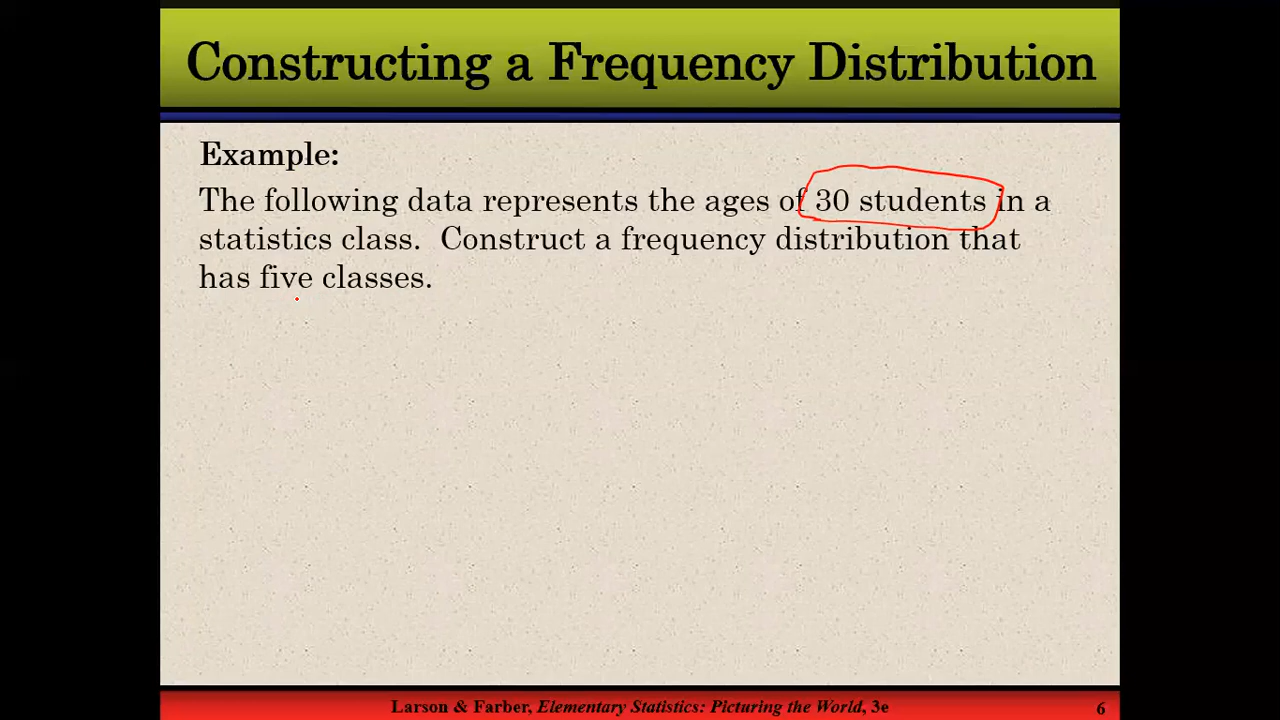 Constructing a Frequency Distribution
Example:
The following data represents the ages of 30 students in a
statistics class.  Construct a frequency distribution that
has five classes.
Larson & Farber, Elementary Statistics: Picturing the World, 3e
6